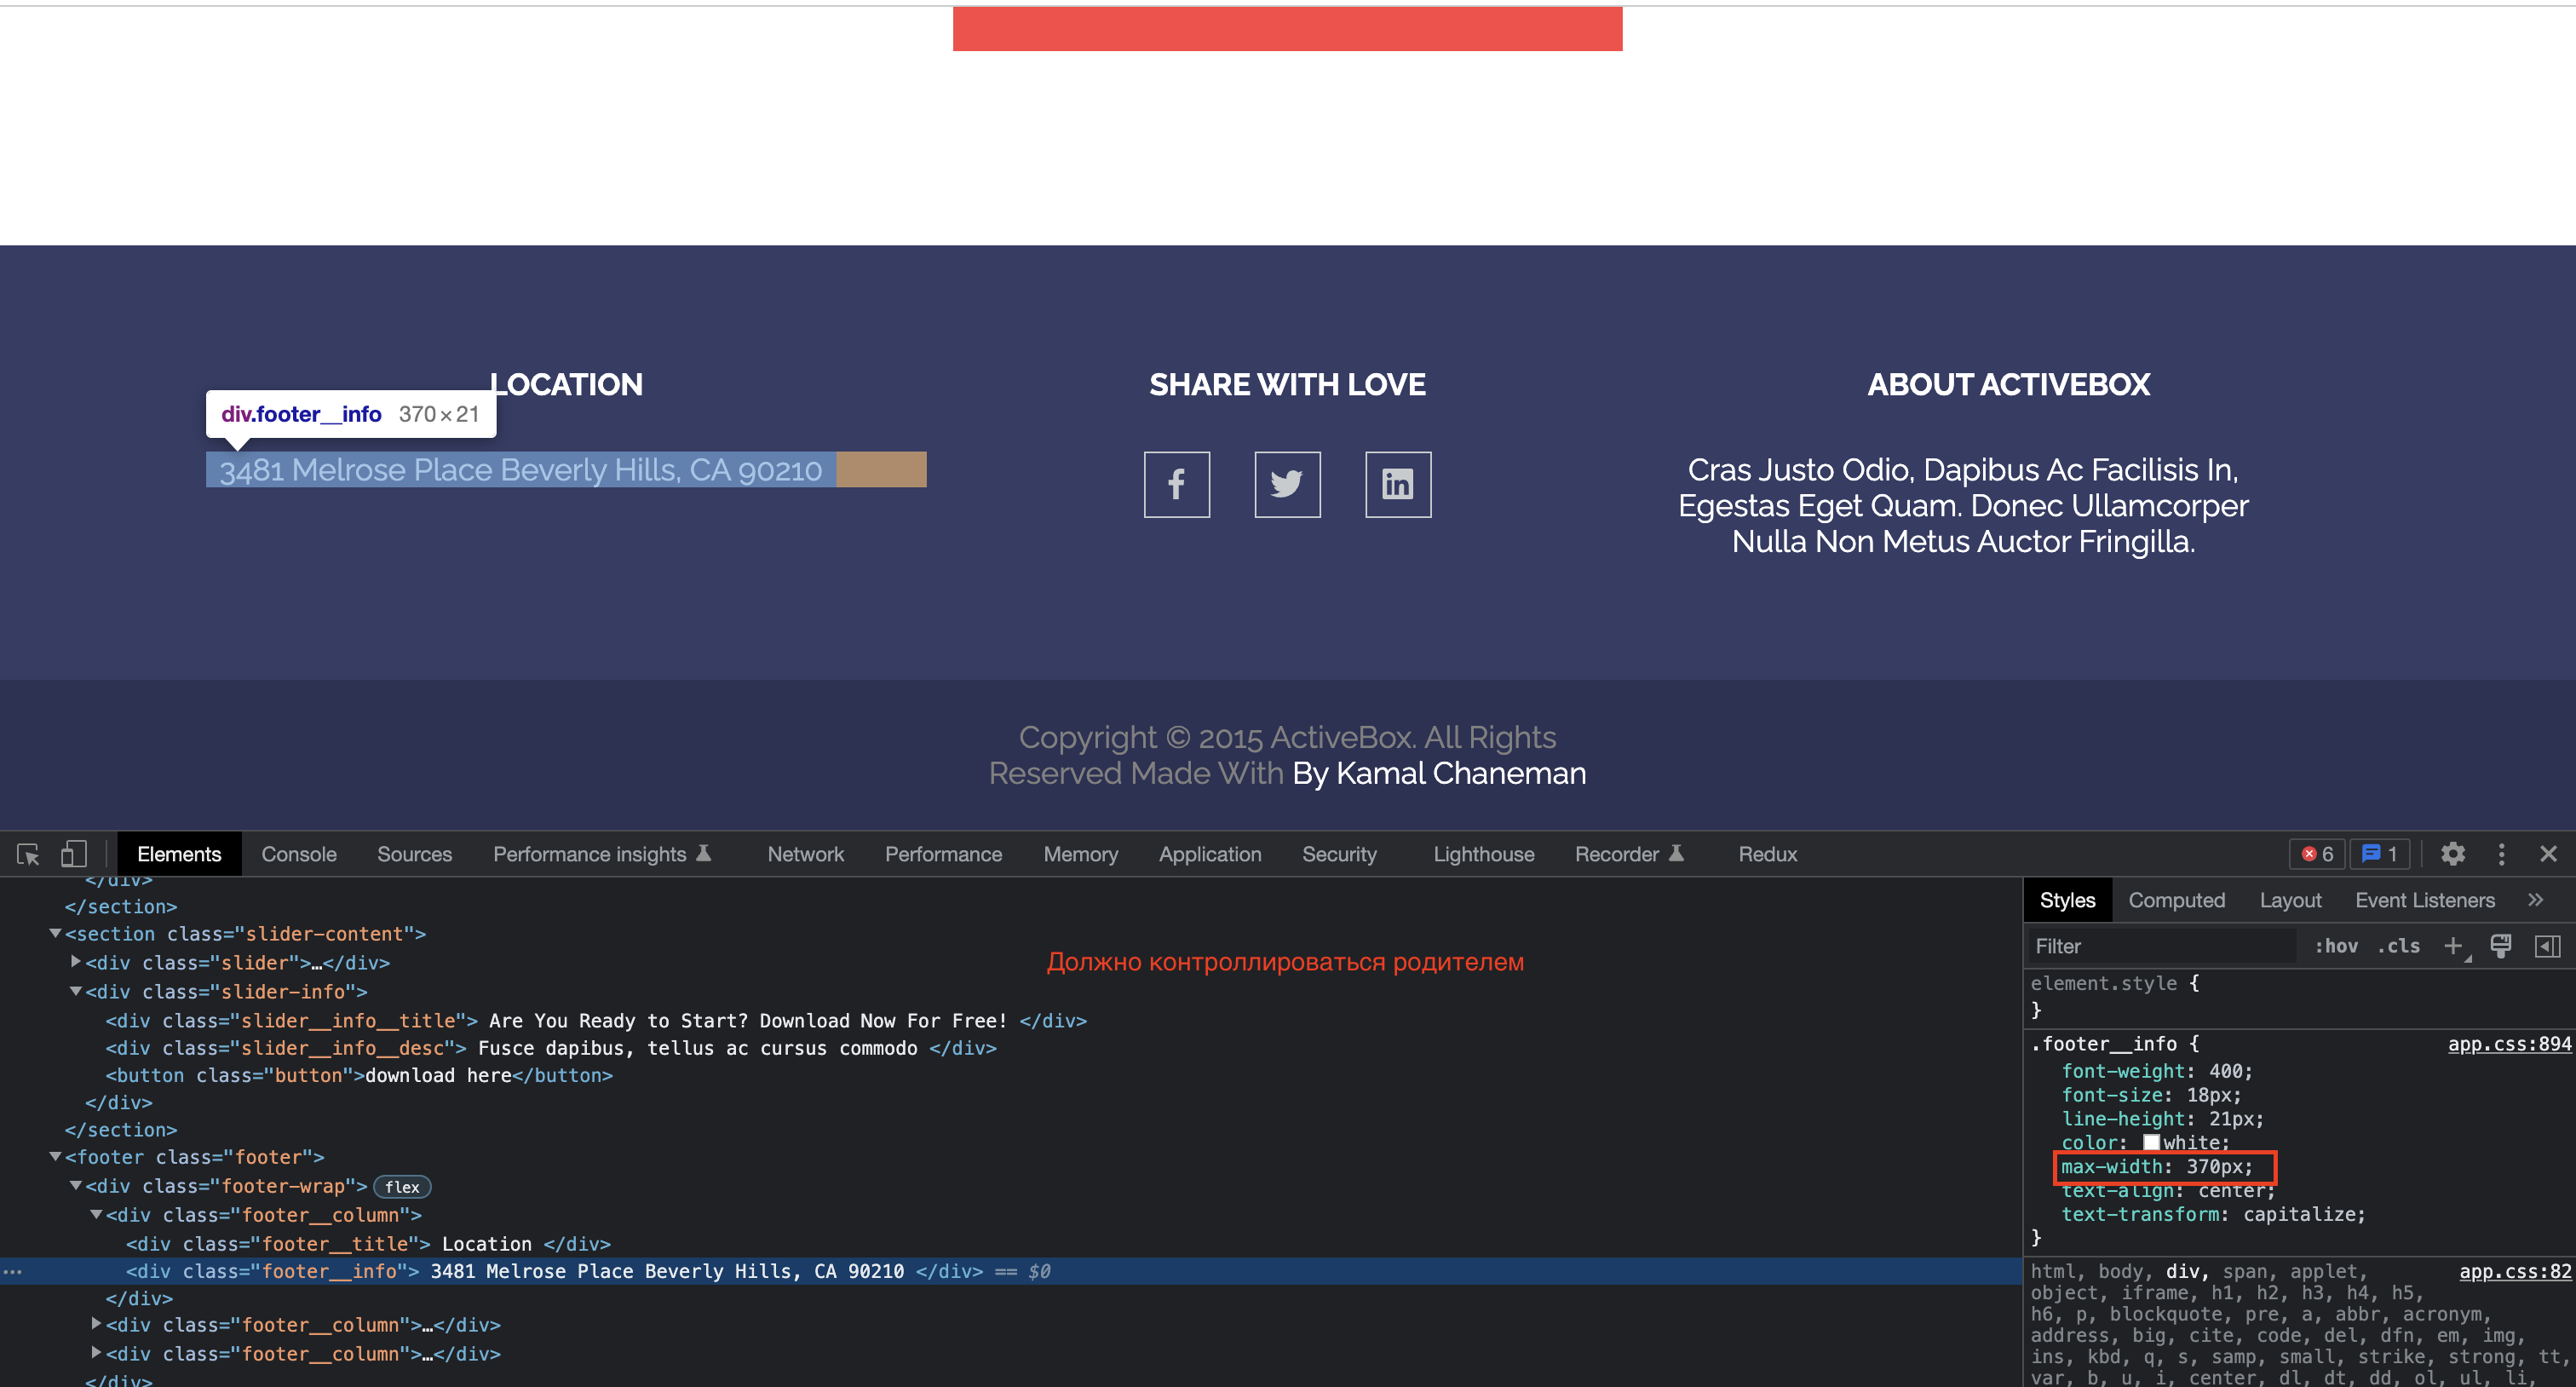 LOCATION
SHARE WITH LOVE
ABOUT ACTIVEBOX
div.footer__info 370 × 21
3481 Melrose Place Beverly Hills, CA 90210
Cras Justo Odio, Dapibus Ac Facilisis In,
Egestas Eget Quam. Donec Ullamcorper
Nulla Non Metus Auctor Fringilla.
Copyright © 2015 ActiveBox. All Rights
Reserved Made With By Kamal Chaneman
Elements Console Sources Performance insights Network Performance Memory Application Security Lighthouse Recorder Redux 6 1
</div>
</section>
<section class="slider-content">
<div class="slider">…</div>
<div class="slider-info">
<div class="slider__info__title"> Are You Ready to Start? Download Now For Free! </div>
<div class="slider__info__desc"> Fusce dapibus, tellus ac cursus commodo </div>
<button class="button">download here</button>
</div>
</section>
<footer class="footer">
<div class="footer-wrap"> flex
<div class="footer__column">
<div class="footer__title"> Location </div>
<div class="footer__info"> 3481 Melrose Place Beverly Hills, CA 90210 </div> == $0
</div>
<div class="footer__column">…</div>
<div class="footer__column">…</div>
</div>
Должно контроллироваться родителем
Styles Computed Layout Event Listeners »
Filter :hov .cls +
element.style {
}
.footer__info { app.css:894
font-weight: 400;
font-size: 18px;
line-height: 21px;
color: white;
max-width: 370px;
text-align: center;
text-transform: capitalize;
}
html, body, div, span, applet, app.css:82
object, iframe, h1, h2, h3, h4, h5,
h6, p, blockquote, pre, a, abbr, acronym,
address, big, cite, code, del, dfn, em, img,
ins, kbd, q, s, samp, small, strike, strong, tt,
var, b, u, i, center, dl, dt, dd, ol, ul, li,